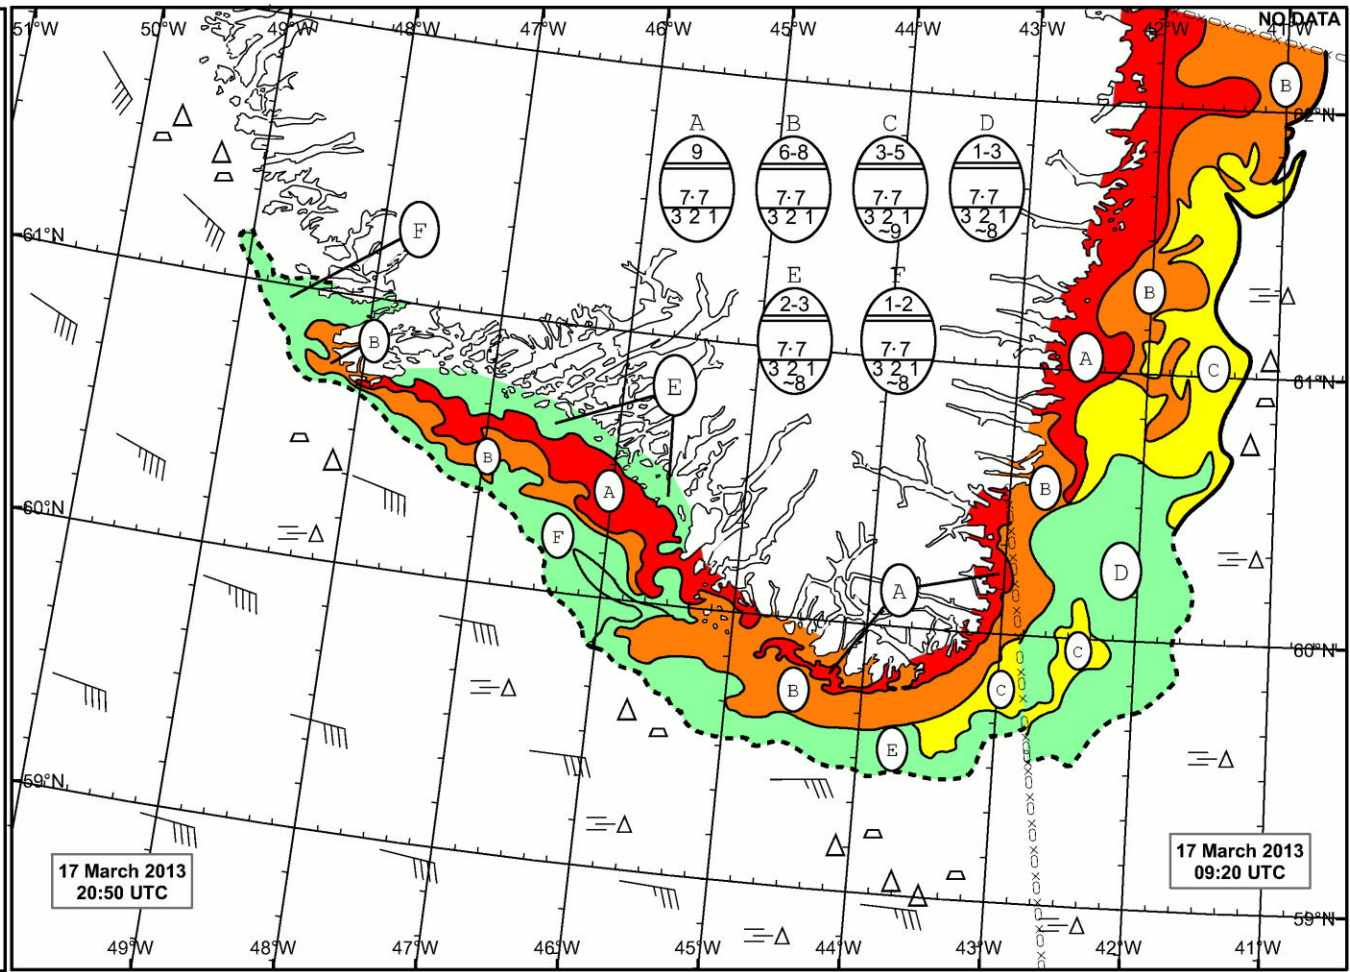 51°W 50°W 49°W 48°W 47°W 46°W 45°W 44°W 43°W 42°W 41°W
NO DATA
B
62°N
A B C D
9 6-8 3-5 1-3
7·7 7·7 7·7 7·7
3 2 1 3 2 1 3 2 1 3 2 1
~9 ~8
F
61°N
E F
2-3 1-2
7·7 7·7
3 2 1 3 2 1
~8 ~8
B
B
A
C
61°N
E
B
A
B
60°N
F
D
A
C
60°N
B
C
E
59°N
17 March 2013
20:50 UTC
17 March 2013
09:20 UTC
59°N
49°W 48°W 47°W 46°W 45°W 44°W 43°W 42°W 41°W